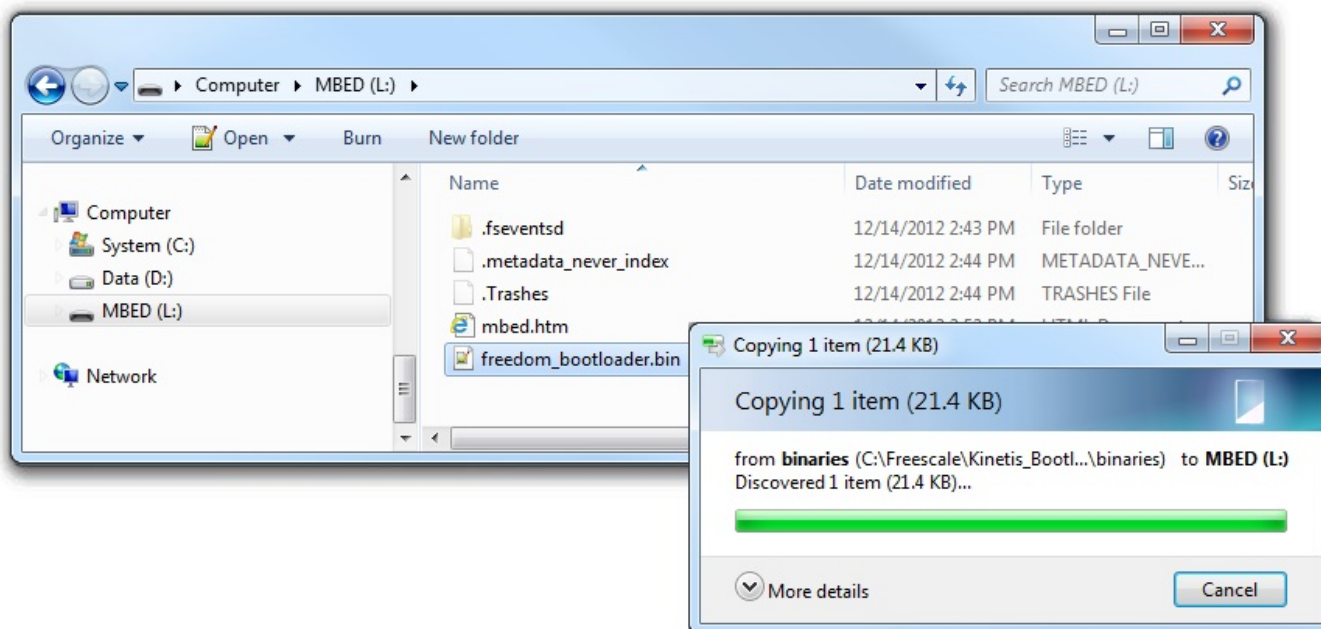 Computer MBED (L:)
Search MBED (L:)
Organize Open Burn New folder
Name Date modified Type
Computer
System (C:)
Data (D:)
MBED (L:)
Network
.fseventsd 12/14/2012 2:43 PM File folder
.metadata_never_index 12/14/2012 2:44 PM METADATA_NEVE...
.Trashes 12/14/2012 2:44 PM TRASHES File
mbed.htm
freedom_bootloader.bin
Copying 1 item (21.4 KB)
Copying 1 item (21.4 KB)
from binaries (C:\Freescale\Kinetis_Bootl...\binaries) to MBED (L:)
Discovered 1 item (21.4 KB)...
More details
Cancel